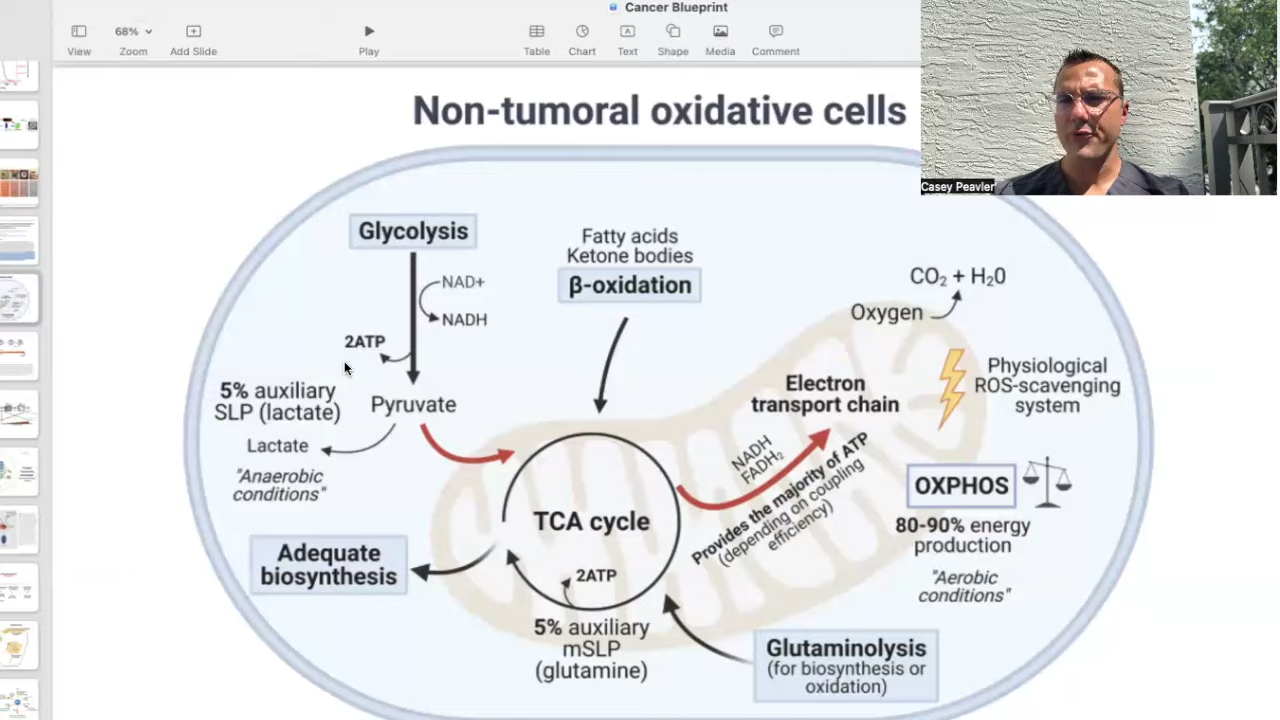 Cancer Blueprint
68%
View
Zoom
Add Slide
Play
Table
Chart
Text
Shape
Media
Comment
Casey Peavler
Non-tumoral oxidative cells
Glycolysis
NAD+
NADH
2ATP
5% auxiliary
SLP (lactate)
Pyruvate
Lactate
"Anaerobic
conditions"
Fatty acids
Ketone bodies
β-oxidation
CO₂ + H₂0
Oxygen
Electron
transport chain
Physiological
ROS-scavenging
system
NADH
FADH₂
Provides the majority of ATP
(depending on coupling
efficiency)
OXPHOS
80-90% energy
production
"Aerobic
conditions"
TCA cycle
2ATP
Adequate
biosynthesis
5% auxiliary
mSLP
(glutamine)
Glutaminolysis
(for biosynthesis or
oxidation)